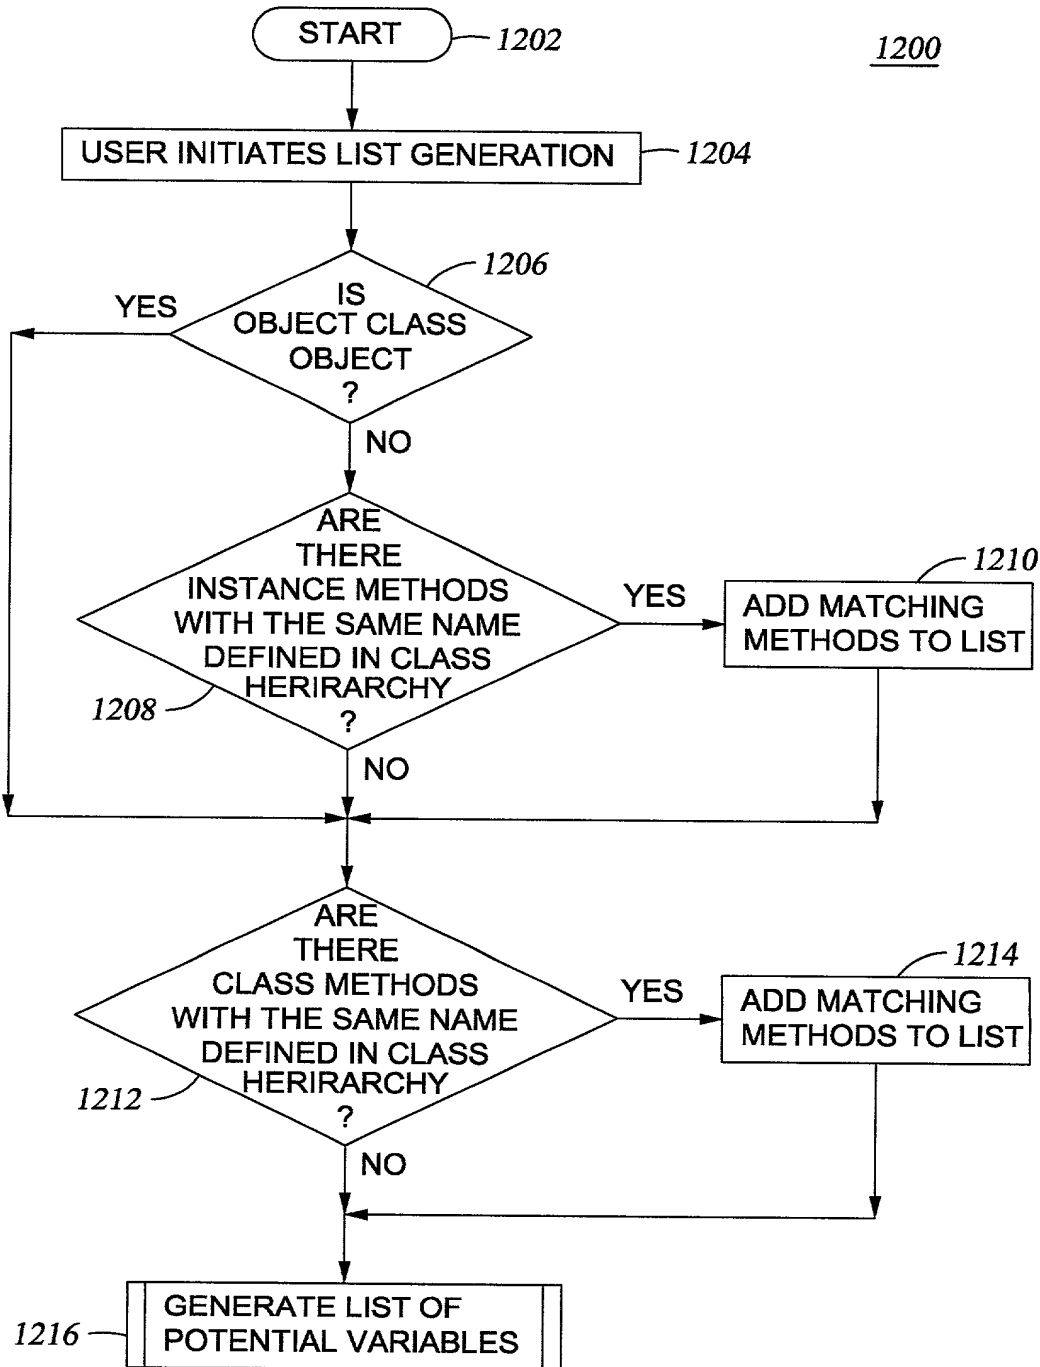 START
1202
1200
USER INITIATES LIST GENERATION
1204
1206
YES
IS
OBJECT CLASS
OBJECT
?
NO
ARE
THERE
INSTANCE METHODS
WITH THE SAME NAME
DEFINED IN CLASS
HERIRARCHY
?
1208
YES
1210
ADD MATCHING
METHODS TO LIST
NO
ARE
THERE
CLASS METHODS
WITH THE SAME NAME
DEFINED IN CLASS
HERIRARCHY
?
1212
YES
1214
ADD MATCHING
METHODS TO LIST
NO
GENERATE LIST OF
POTENTIAL VARIABLES
1216